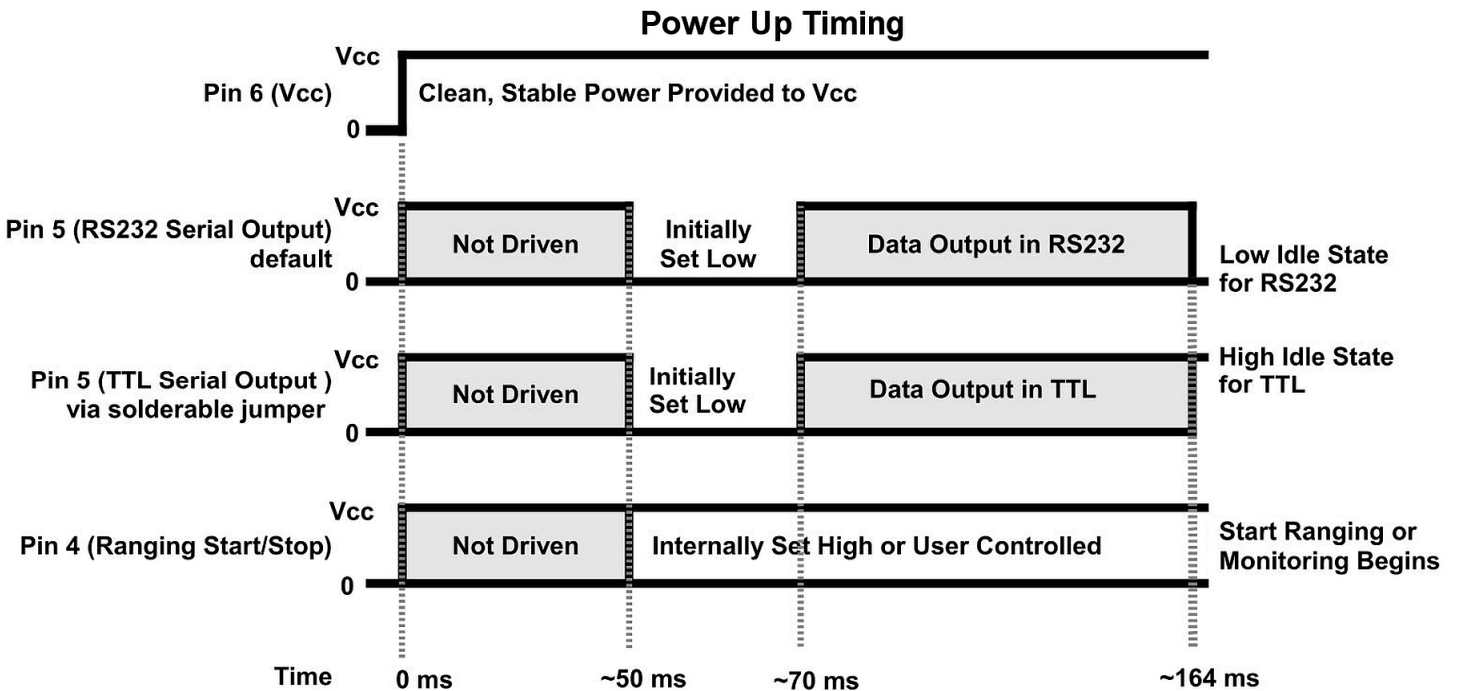 Power Up Timing
Vcc
Pin 6 (Vcc)
Clean, Stable Power Provided to Vcc
0
Vcc
Pin 5 (RS232 Serial Output)
default
Not Driven
Initially
Set Low
Data Output in RS232
Low Idle State
for RS232
0
Vcc
Pin 5 (TTL Serial Output )
via solderable jumper
Not Driven
Initially
Set Low
Data Output in TTL
High Idle State
for TTL
0
Vcc
Pin 4 (Ranging Start/Stop)
Not Driven
Internally Set High or User Controlled
Start Ranging or
Monitoring Begins
0
Time
0 ms
~50 ms
~70 ms
~164 ms